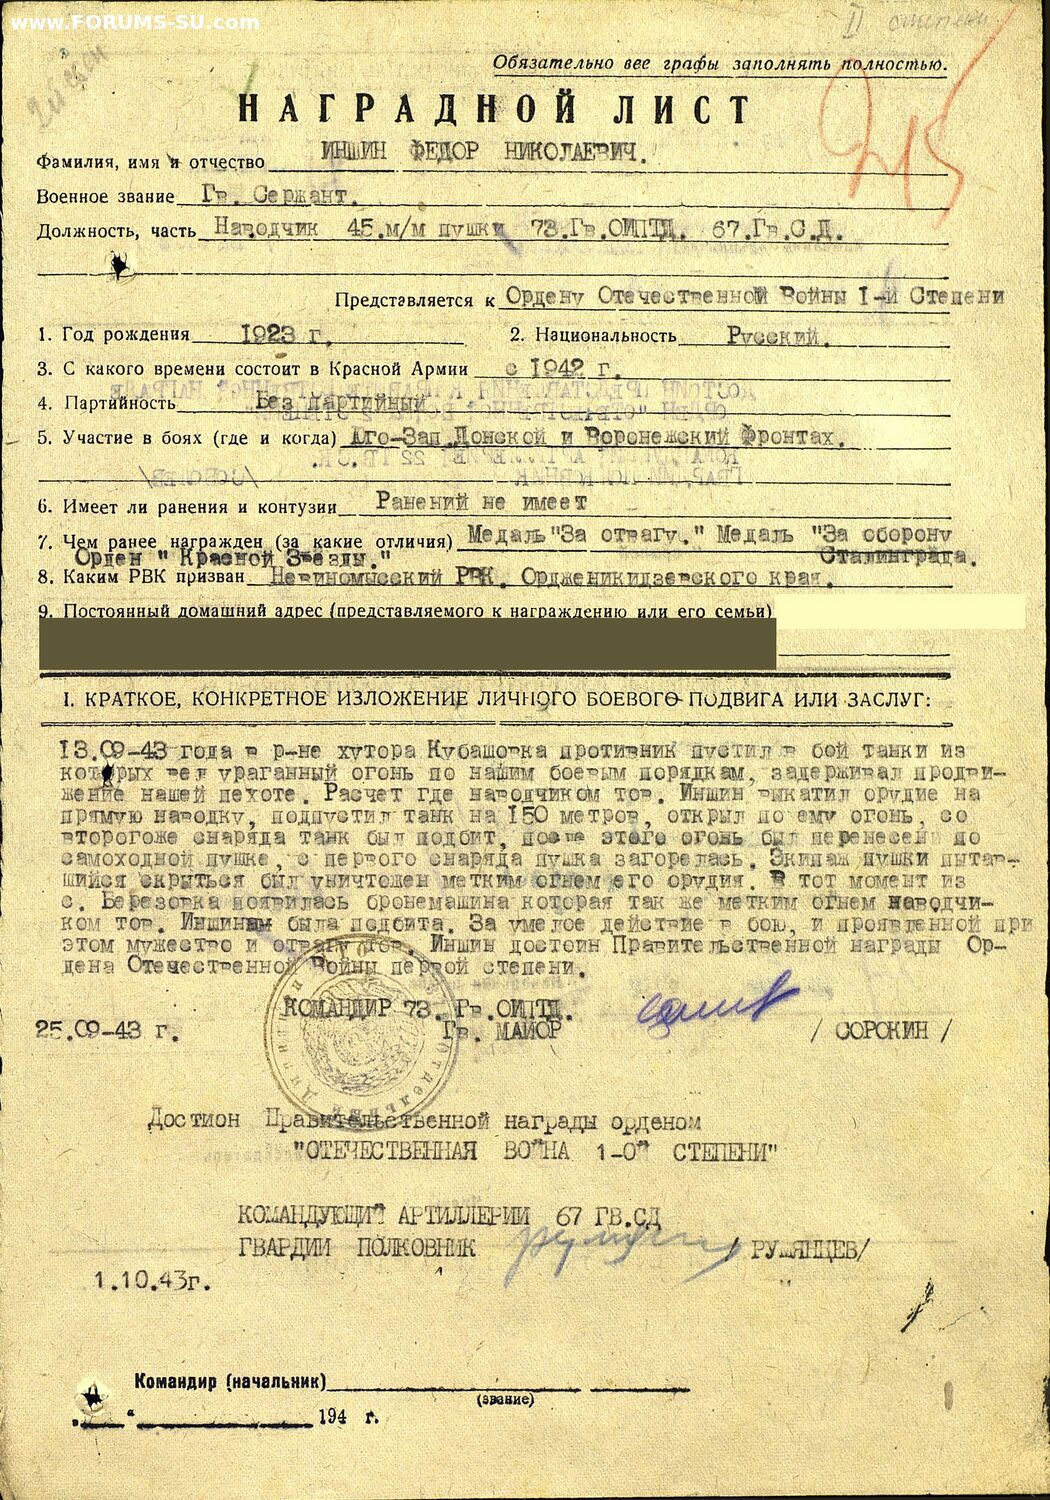 www.FORUMS-SU.com
II степени
Обязательно все графы заполнять полностью.
НАГРАДНОЙ ЛИСТ
245
Фамилия, имя и отчество ИНШИН ФЕДОР НИКОЛАЕВИЧ.
Военное звание Гв. Сержант.
Должность, часть Наводчик 45.м/м пушки 73.Гв.ОИПТД. 67.Гв.С.Д.
Представляется к Ордену Отечественной Войны I-й Степени
1. Год рождения 1923 г. 2. Национальность Русский.
3. С какого времени состоит в Красной Армии с 1942 г.
4. Партийность Без партийный
5. Участие в боях (где и когда) Юго-Зап.Донской и Воронежский Фронтах.
6. Имеет ли ранения и контузии Ранений не имеет
7. Чем ранее награжден (за какие отличия) Медаль "За отвагу." Медаль "За оборону
Орден " Красной Звезды." Сталинграда.
8. Каким РВК призван Невиномысский РВК. Ордженикидзевского края.
9. Постоянный домашний адрес (представляемого к награждению или его семьи)
I. КРАТКОЕ, КОНКРЕТНОЕ ИЗЛОЖЕНИЕ ЛИЧНОГО БОЕВОГО ПОДВИГА ИЛИ ЗАСЛУГ:
13.09-43 года в р-не хутора Кубашовка противник пустил в бой танки из
которых вел ураганный огонь по нашим боевым порядкам, задерживал продви-
жение нашей пехоте. Расчет где наводчиком тов. Иншин выкатил орудие на
прямую наводку, подпустил танк на 150 метров, открыл по ему огонь, со
второгоже снаряда танк был подбит, после этого огонь был перенесен по
самоходной пушке, с первого снаряда пушка загорелась. Экипаж пушки пытав-
шийся скрыться был уничтожен метким огнем его орудия. В тот момент из
с. Березовка появилась бронемашина которая так же метким огнем наводчи-
ком тов. Иншиным была подбита. За умелое действие в бою, и проявленной при
этом мужество и отвагу тов. Иншин достоин Правительственной награды Ор-
дена Отечественной Войны первой степени.
КОМАНДИР 73. Гв.ОИПТД.
25.09-43 г. Гв. МАЙОР / СОРОКИН /
Достион Правительственной награды орденом
"ОТЕЧЕСТВЕННАЯ ВОЙНА 1-ОЙ СТЕПЕНИ"
КОМАНДУЮЩИЙ АРТИЛЛЕРИИ 67 ГВ.СД
ГВАРДИИ ПОЛКОВНИК / РУМЯНЦЕВ/
1.10.43г.
Командир (начальник)
(звание)
" " 194 г.